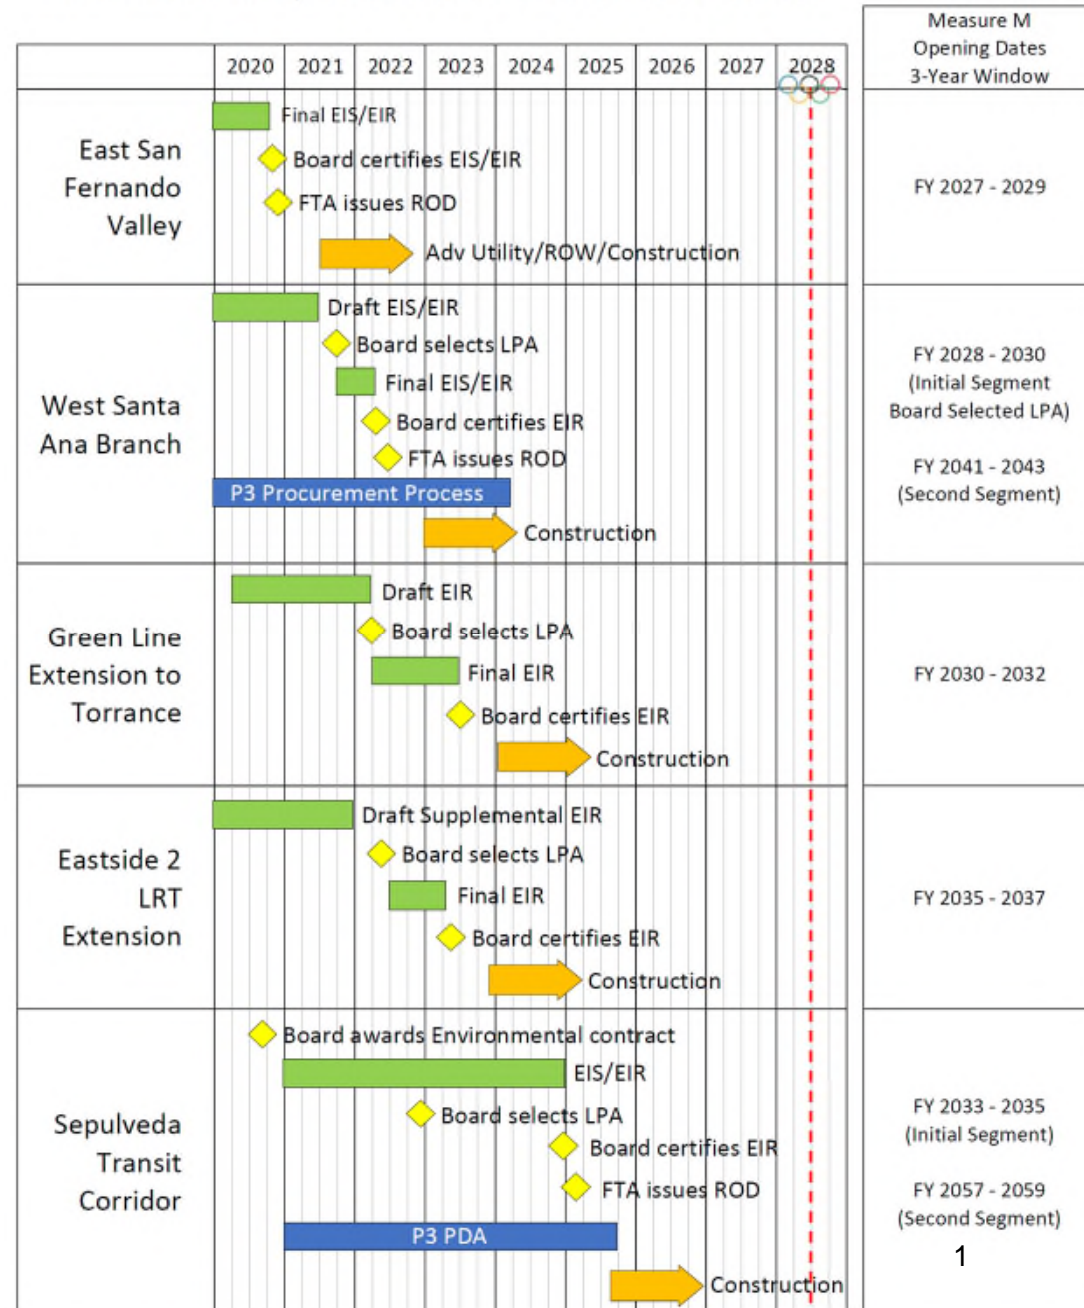 Measure M
Opening Dates
3-Year Window
2020 2021 2022 2023 2024 2025 2026 2027 2028
East San
Fernando
Valley
Final EIS/EIR
Board certifies EIS/EIR
FTA issues ROD
Adv Utility/ROW/Construction
FY 2027 - 2029
West Santa
Ana Branch
Draft EIS/EIR
Board selects LPA
Final EIS/EIR
Board certifies EIR
FTA issues ROD
P3 Procurement Process
Construction
FY 2028 - 2030
(Initial Segment
Board Selected LPA)
FY 2041 - 2043
(Second Segment)
Green Line
Extension to
Torrance
Draft EIR
Board selects LPA
Final EIR
Board certifies EIR
Construction
FY 2030 - 2032
Eastside 2
LRT
Extension
Draft Supplemental EIR
Board selects LPA
Final EIR
Board certifies EIR
Construction
FY 2035 - 2037
Sepulveda
Transit
Corridor
Board awards Environmental contract
EIS/EIR
Board selects LPA
Board certifies EIR
FTA issues ROD
P3 PDA
Construction
FY 2033 - 2035
(Initial Segment)
FY 2057 - 2059
(Second Segment)
1